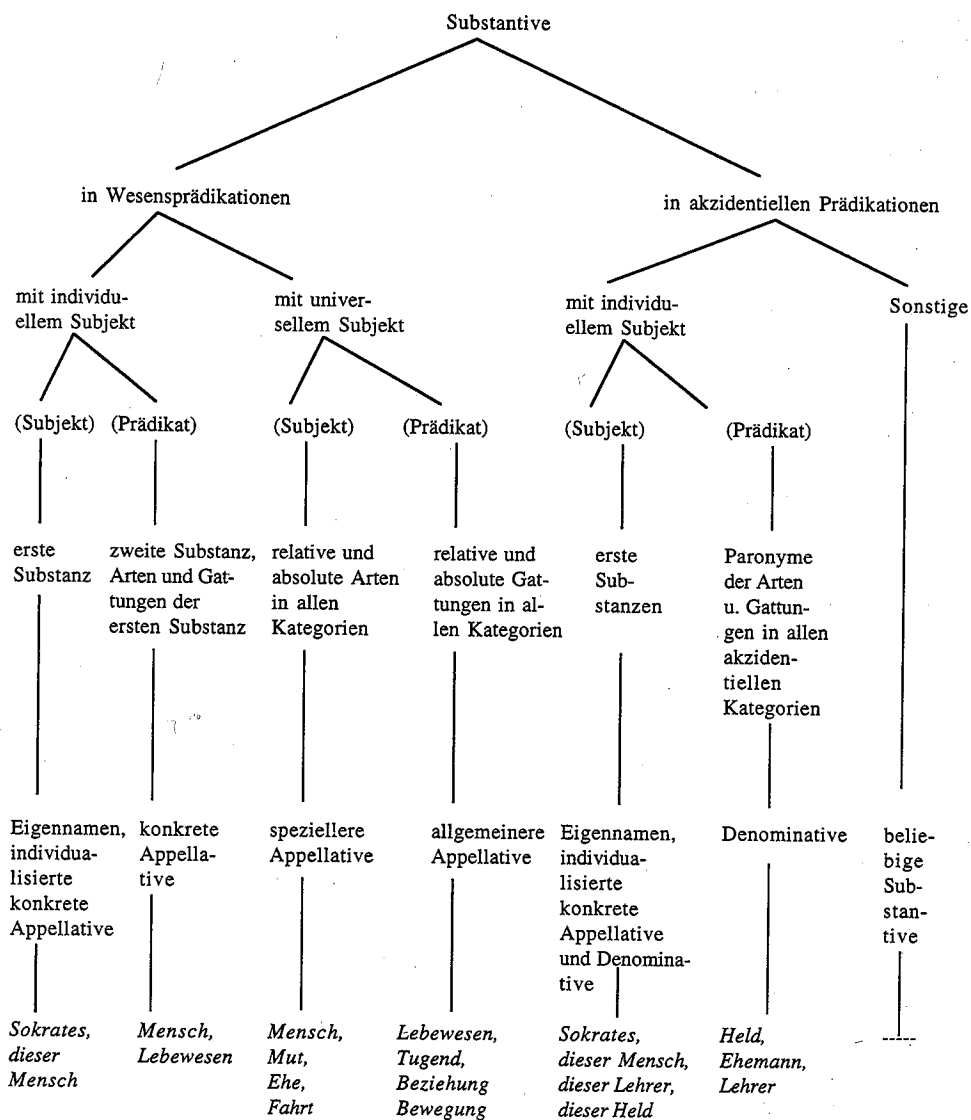 Substantive
in Wesensprädikationen
in akzidentiellen Prädikationen
mit individu-
ellem Subjekt
mit univer-
sellem Subjekt
mit individu-
ellem Subjekt
Sonstige
(Subjekt)
(Prädikat)
(Subjekt)
(Prädikat)
(Subjekt)
(Prädikat)
erste
Substanz
zweite Substanz,
Arten und Gat-
tungen der
ersten Substanz
relative und
absolute Arten
in allen
Kategorien
relative und
absolute Gat-
tungen in al-
len Kategorien
erste
Sub-
stanzen
Paronyme
der Arten
u. Gattun-
gen in allen
akziden-
tiellen
Kategorien
Eigennamen,
individua-
lisierte
konkrete
Appellative
konkrete
Appella-
tive
speziellere
Appellative
allgemeinere
Appellative
Eigennamen,
individua-
lisierte
konkrete
Appellative
und Denomina-
tive
Denominative
belie-
bige
Sub-
stan-
tive
Sokrates,
dieser
Mensch
Mensch,
Lebewesen
Mensch,
Mut,
Ehe,
Fahrt
Lebewesen,
Tugend,
Beziehung
Bewegung
Sokrates,
dieser Mensch,
dieser Lehrer,
dieser Held
Held,
Ehemann,
Lehrer
-----